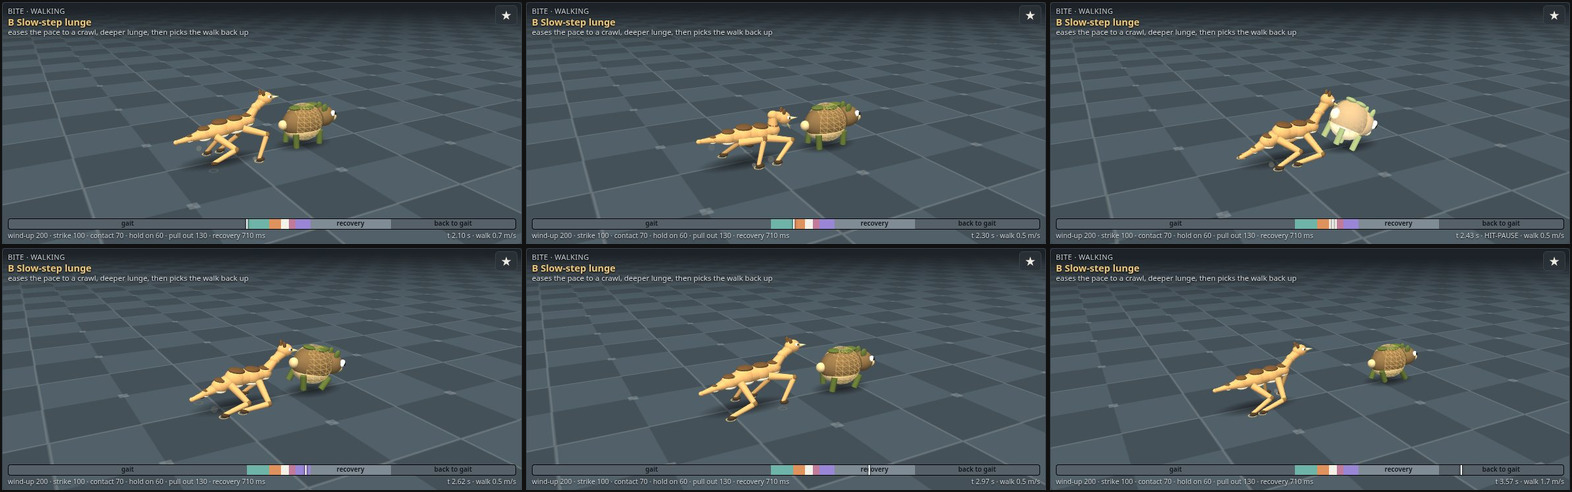 BITE · WALKING
B Slow-step lunge
eases the pace to a crawl, deeper lunge, then picks the walk back up
gait recovery back to gait
wind-up 200 · strike 100 · contact 70 · hold on 60 · pull out 130 · recovery 710 ms t 2.10 s · walk 0.7 m/s
BITE · WALKING
B Slow-step lunge
eases the pace to a crawl, deeper lunge, then picks the walk back up
gait recovery back to gait
wind-up 200 · strike 100 · contact 70 · hold on 60 · pull out 130 · recovery 710 ms t 2.30 s · walk 0.5 m/s
BITE · WALKING
B Slow-step lunge
eases the pace to a crawl, deeper lunge, then picks the walk back up
gait recovery back to gait
wind-up 200 · strike 100 · contact 70 · hold on 60 · pull out 130 · recovery 710 ms t 2.43 s · HIT-PAUSE · walk 0.5 m/s
BITE · WALKING
B Slow-step lunge
eases the pace to a crawl, deeper lunge, then picks the walk back up
gait recovery back to gait
wind-up 200 · strike 100 · contact 70 · hold on 60 · pull out 130 · recovery 710 ms t 2.62 s · walk 0.5 m/s
BITE · WALKING
B Slow-step lunge
eases the pace to a crawl, deeper lunge, then picks the walk back up
gait recovery back to gait
wind-up 200 · strike 100 · contact 70 · hold on 60 · pull out 130 · recovery 710 ms t 2.97 s · walk 0.5 m/s
BITE · WALKING
B Slow-step lunge
eases the pace to a crawl, deeper lunge, then picks the walk back up
gait recovery back to gait
wind-up 200 · strike 100 · contact 70 · hold on 60 · pull out 130 · recovery 710 ms t 3.57 s · walk 1.7 m/s